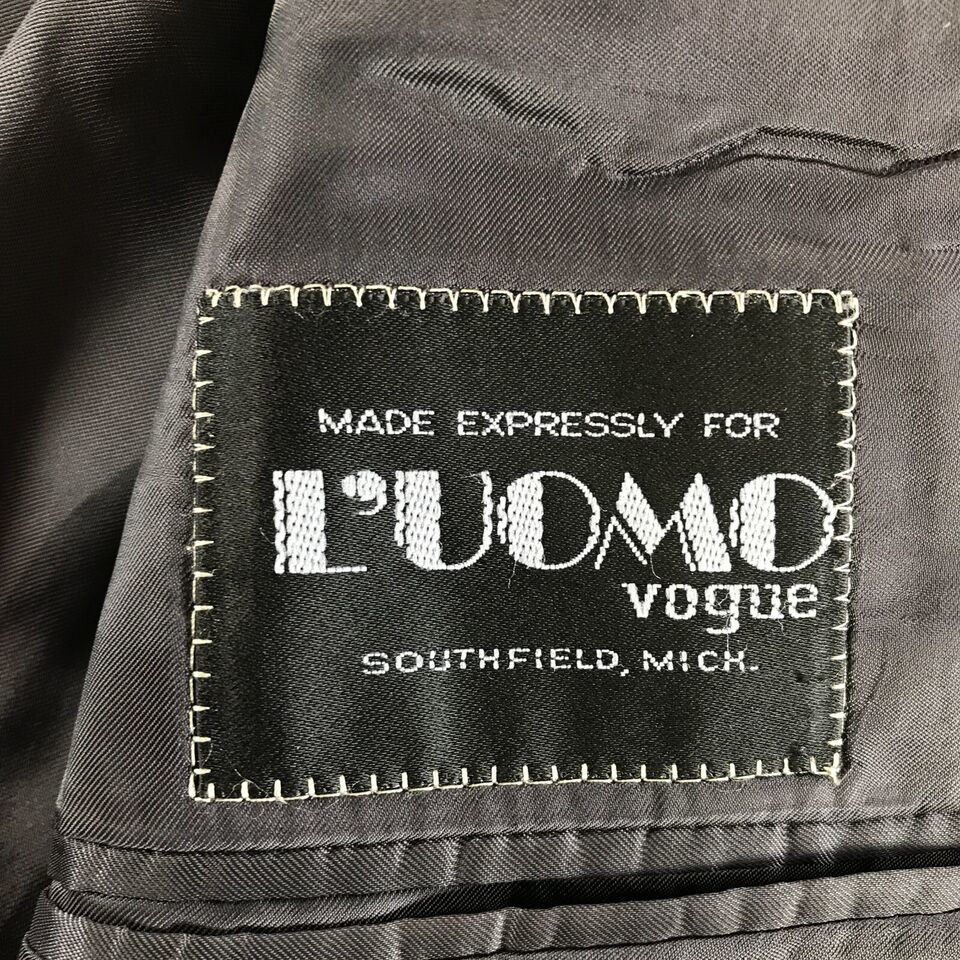 MADE EXPRESSLY FOR
L'UOMO
vogue
SOUTHFIELD, MICH.